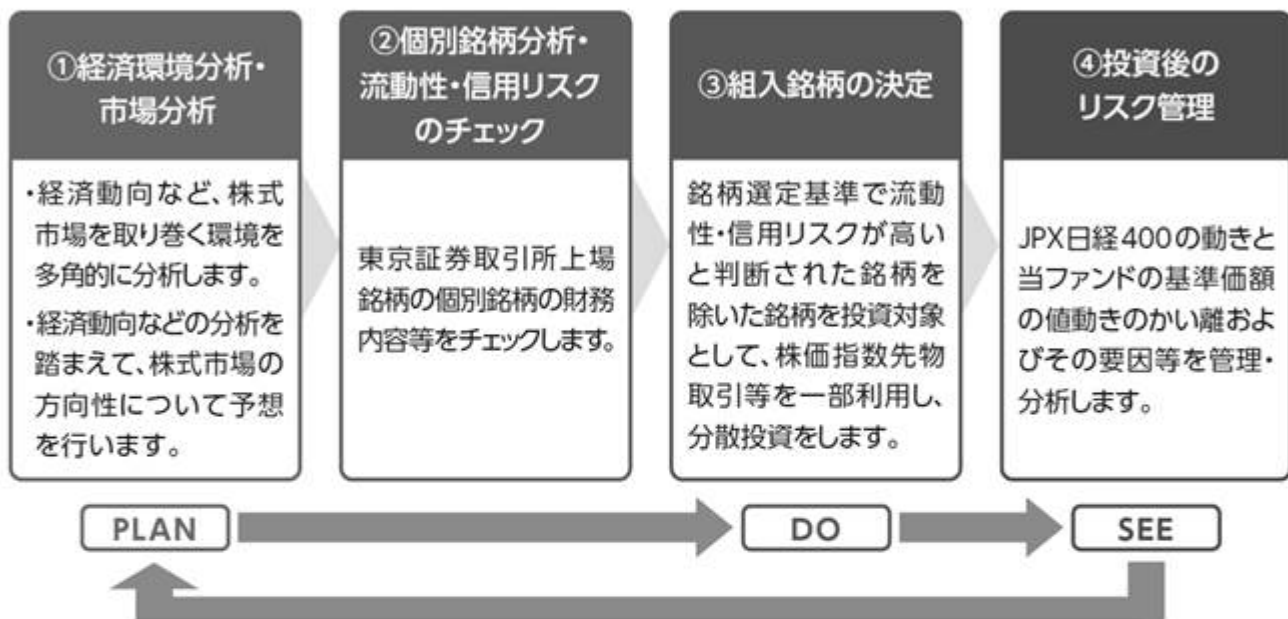 ①経済環境分析・
市場分析
・経済動向など、株式
市場を取り巻く環境を
多角的に分析します。
・経済動向などの分析を
踏まえて、株式市場の
方向性について予想
を行います。
②個別銘柄分析・
流動性・信用リスク
のチェック
東京証券取引所上場
銘柄の個別銘柄の財務
内容等をチェックします。
③組入銘柄の決定
銘柄選定基準で流動
性・信用リスクが高い
と判断された銘柄を
除いた銘柄を投資対象
として、株価指数先物
取引等を一部利用し、
分散投資をします。
④投資後の
リスク管理
JPX日経400の動きと
当ファンドの基準価額
の値動きのかい離およ
びその要因等を管理・
分析します。
PLAN
DO
SEE